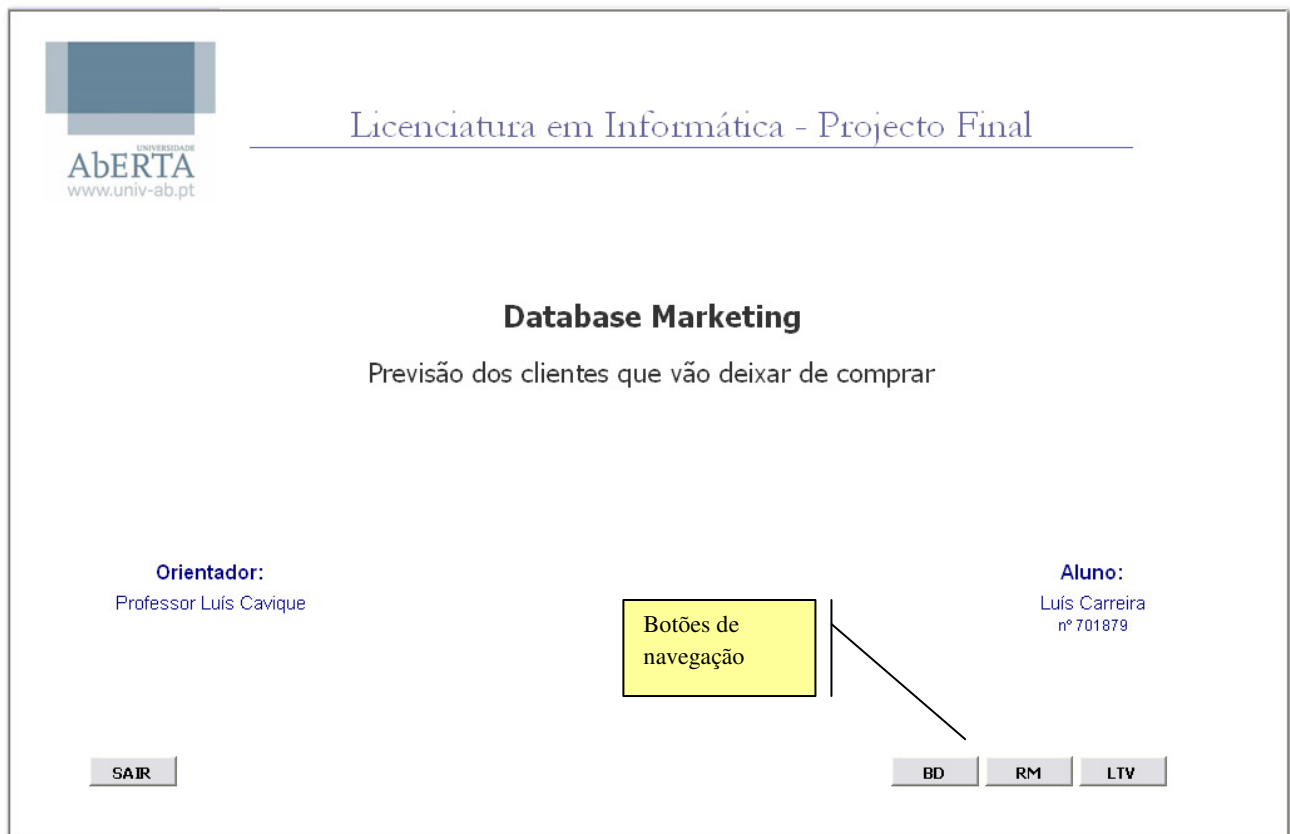 UNIVERSIDADE
AbERTA
www.univ-ab.pt
Licenciatura em Informática - Projecto Final
Database Marketing
Previsão dos clientes que vão deixar de comprar
Orientador:
Professor Luís Cavique
Aluno:
Luís Carreira
nº 701879
Botões de
navegação
SAIR
BD
RM
LTV